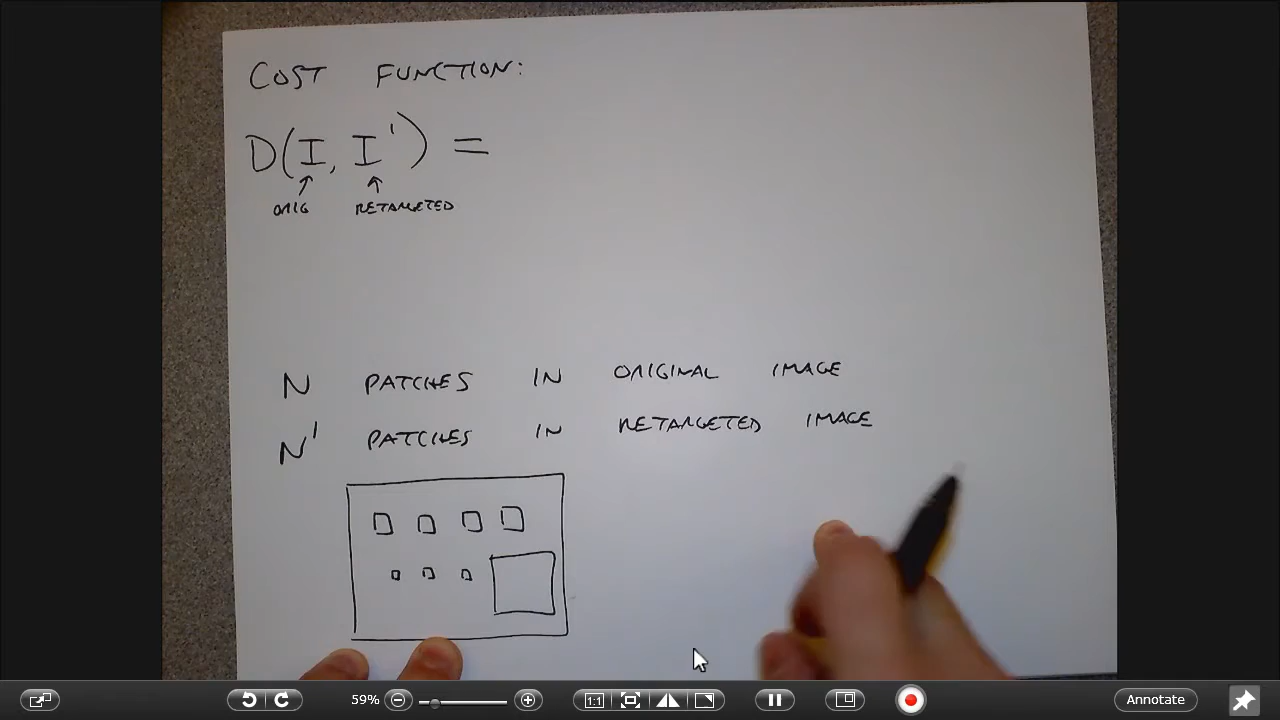 COST FUNCTION:
D(I, I') =
ORIG RETARGETED
N PATCHES IN ORIGINAL IMAGE
N' PATCHES IN RETARGETED IMAGE
59% 1:1 Annotate